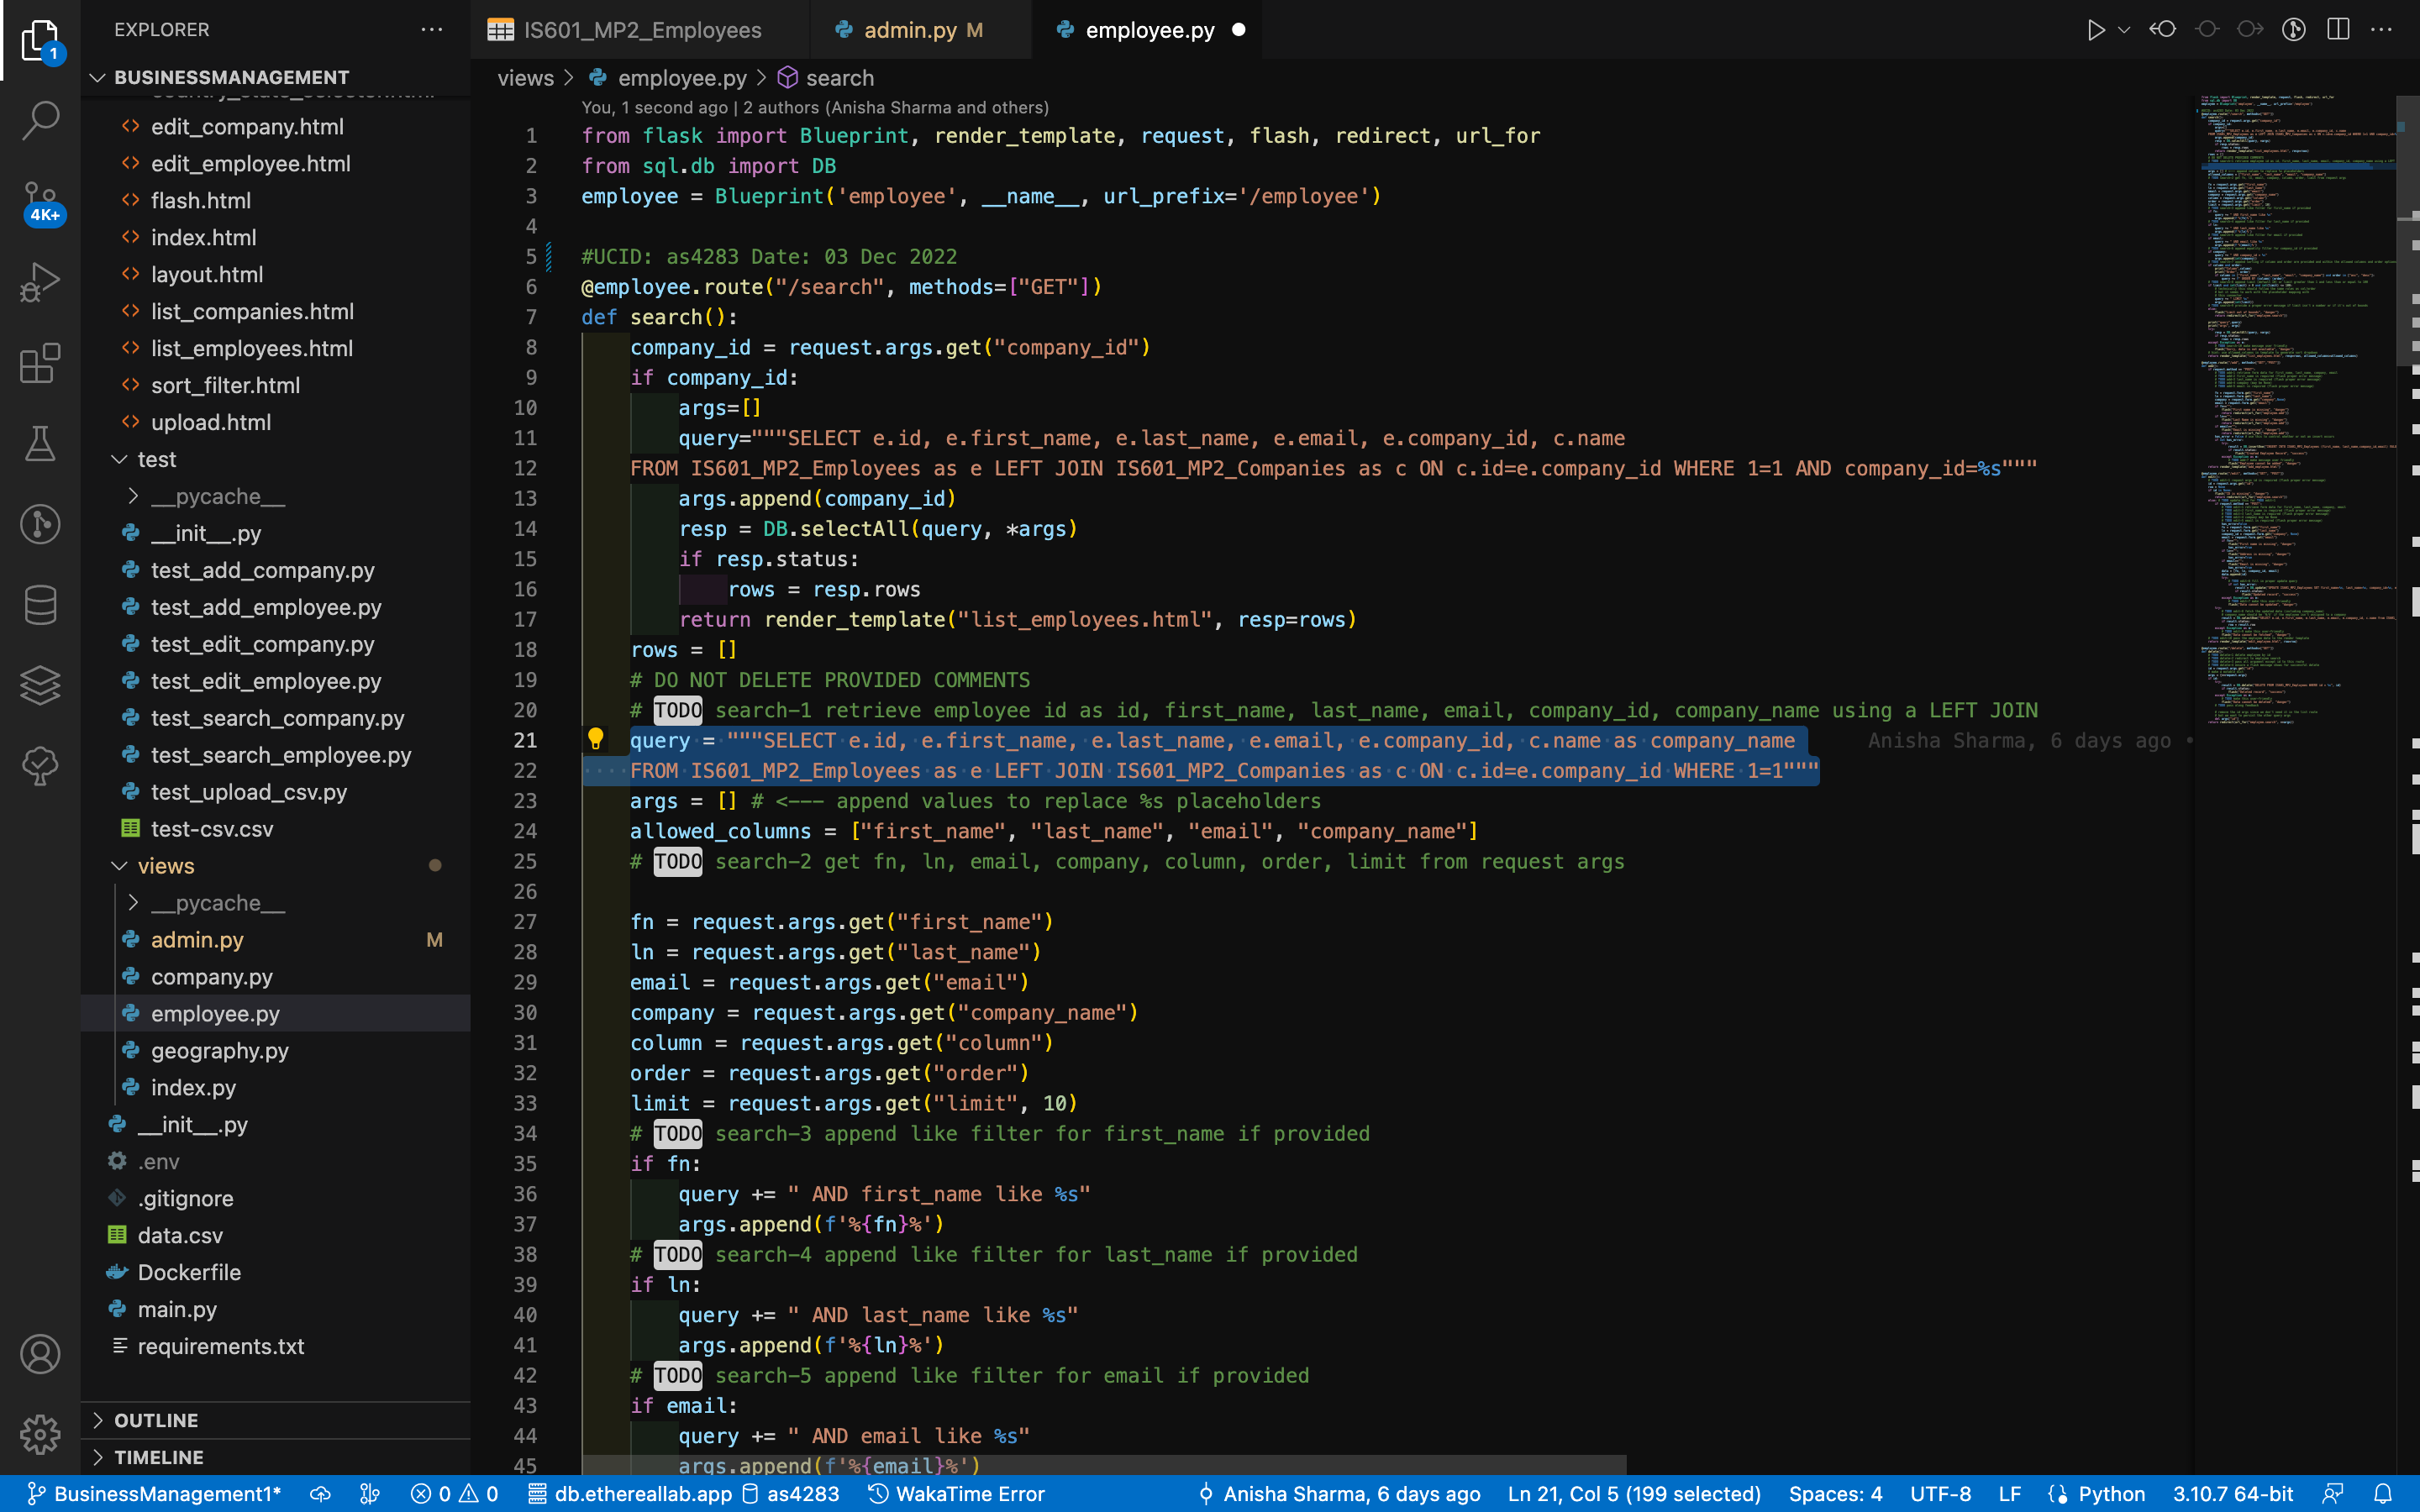 EXPLORER
···
IS601_MP2_Employees
admin.py M
employee.py
1
BUSINESSMANAGEMENT
views > employee.py > search
edit_company.html
edit_employee.html
flash.html
index.html
layout.html
list_companies.html
list_employees.html
sort_filter.html
upload.html
test
__pycache__
__init__.py
test_add_company.py
test_add_employee.py
test_edit_company.py
test_edit_employee.py
test_search_company.py
test_search_employee.py
test_upload_csv.py
test-csv.csv
views
__pycache__
admin.py M
company.py
employee.py
geography.py
index.py
__init__.py
.env
.gitignore
data.csv
Dockerfile
main.py
requirements.txt
OUTLINE
TIMELINE
4K+
You, 1 second ago | 2 authors (Anisha Sharma and others)
1 from flask import Blueprint, render_template, request, flash, redirect, url_for
2 from sql.db import DB
3 employee = Blueprint('employee', __name__, url_prefix='/employee')
4
5 #UCID: as4283 Date: 03 Dec 2022
6 @employee.route("/search", methods=["GET"])
7 def search():
8 company_id = request.args.get("company_id")
9 if company_id:
10 args=[]
11 query="""SELECT e.id, e.first_name, e.last_name, e.email, e.company_id, c.name
12 FROM IS601_MP2_Employees as e LEFT JOIN IS601_MP2_Companies as c ON c.id=e.company_id WHERE 1=1 AND company_id=%s"""
13 args.append(company_id)
14 resp = DB.selectAll(query, *args)
15 if resp.status:
16 rows = resp.rows
17 return render_template("list_employees.html", resp=rows)
18 rows = []
19 # DO NOT DELETE PROVIDED COMMENTS
20 # TODO search-1 retrieve employee id as id, first_name, last_name, email, company_id, company_name using a LEFT JOIN
21 query = """SELECT e.id, e.first_name, e.last_name, e.email, e.company_id, c.name as company_name Anisha Sharma, 6 days ago •
22 FROM IS601_MP2_Employees as e LEFT JOIN IS601_MP2_Companies as c ON c.id=e.company_id WHERE 1=1"""
23 args = [] # <--- append values to replace %s placeholders
24 allowed_columns = ["first_name", "last_name", "email", "company_name"]
25 # TODO search-2 get fn, ln, email, company, column, order, limit from request args
26
27 fn = request.args.get("first_name")
28 ln = request.args.get("last_name")
29 email = request.args.get("email")
30 company = request.args.get("company_name")
31 column = request.args.get("column")
32 order = request.args.get("order")
33 limit = request.args.get("limit", 10)
34 # TODO search-3 append like filter for first_name if provided
35 if fn:
36 query += " AND first_name like %s"
37 args.append(f'%{fn}%')
38 # TODO search-4 append like filter for last_name if provided
39 if ln:
40 query += " AND last_name like %s"
41 args.append(f'%{ln}%')
42 # TODO search-5 append like filter for email if provided
43 if email:
44 query += " AND email like %s"
45 args.append(f'%{email}%')
BusinessManagement1* 0 0 db.ethereallab.app as4283 WakaTime Error Anisha Sharma, 6 days ago Ln 21, Col 5 (199 selected) Spaces: 4 UTF-8 LF Python 3.10.7 64-bit